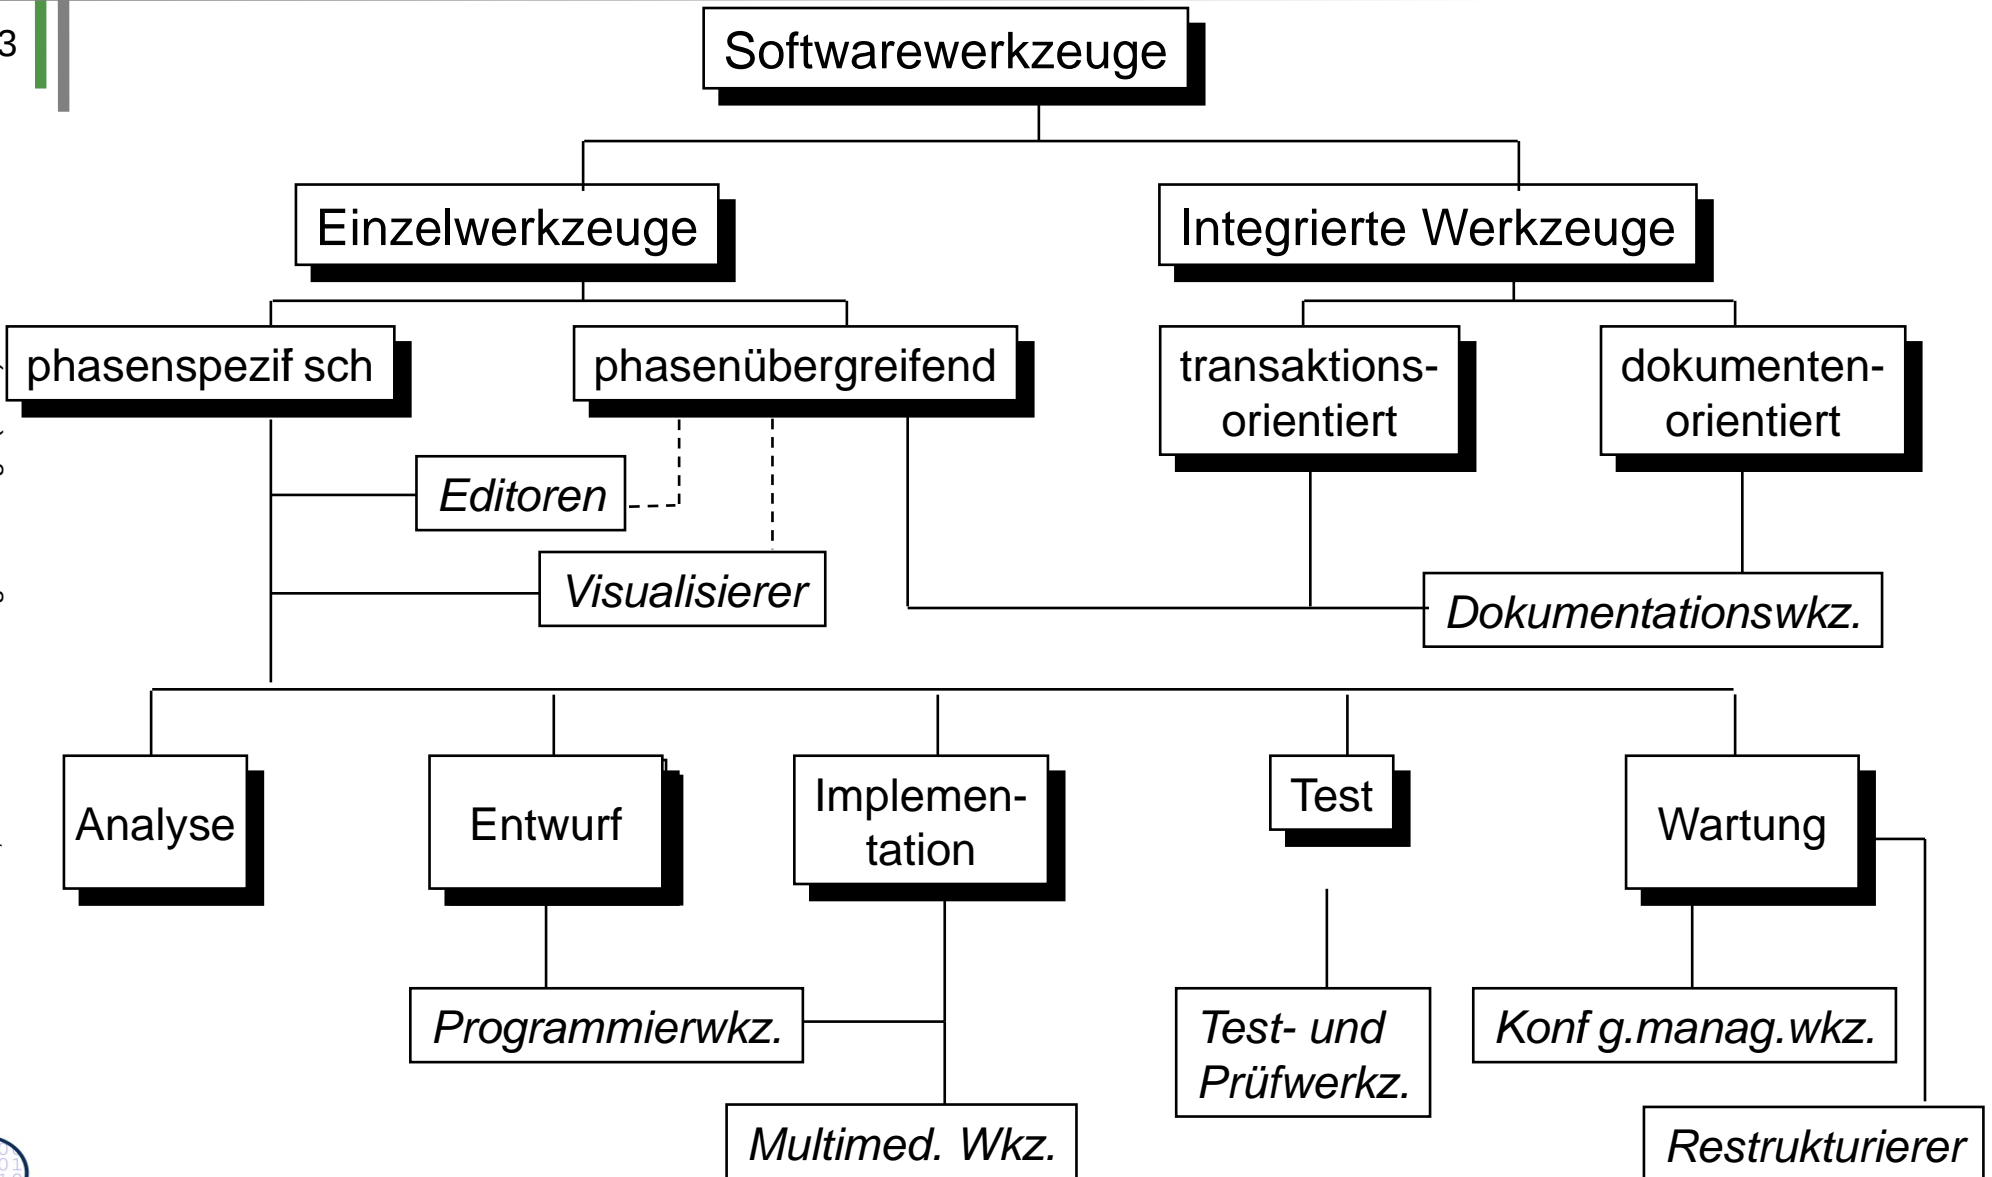 3
Softwarewerkzeuge
Einzelwerkzeuge
Integrierte Werkzeuge
phasenspezif sch
phasenübergreifend
transaktions-
orientiert
dokumenten-
orientiert
Editoren
Visualisierer
Dokumentationswkz.
Analyse
Entwurf
Implemen-
tation
Test
Wartung
Programmierwkz.
Test- und
Prüfwerkz.
Konf g.manag.wkz.
Multimed. Wkz.
Restrukturierer